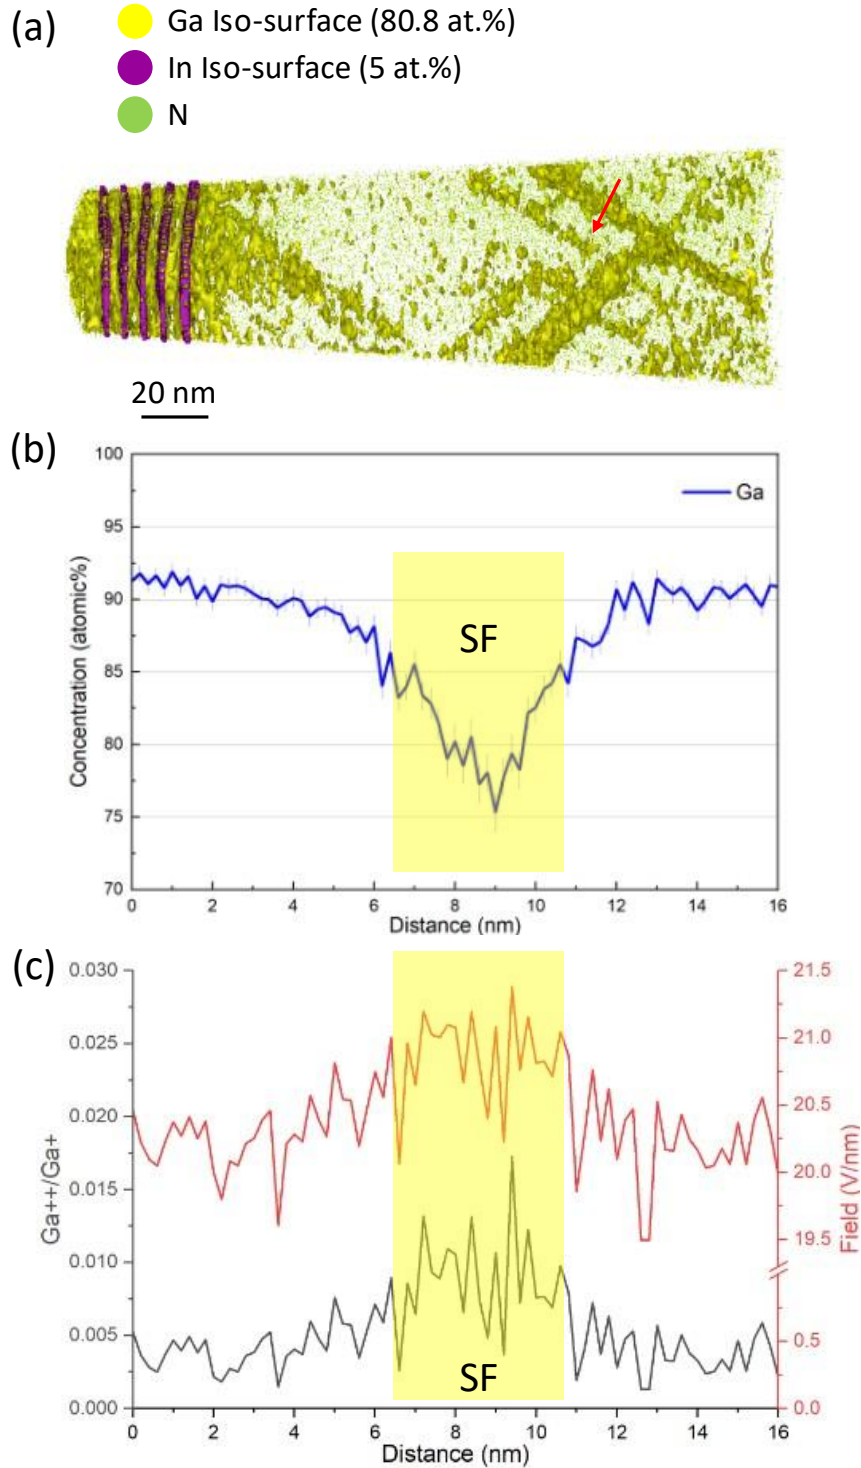 (a)
Ga Iso-surface (80.8 at.%)
In Iso-surface (5 at.%)
N
20 nm
(b)
100
95
90
85
80
75
70
Concentration (atomic%)
Ga
SF
0 2 4 6 8 10 12 14 16
Distance (nm)
(c)
0.030
0.025
0.020
0.015
0.010
0.005
0.000
Ga++/Ga+
21.5
21.0
20.5
20.0
19.5
0.5
0.0
Field (V/nm)
SF
0 2 4 6 8 10 12 14 16
Distance (nm)